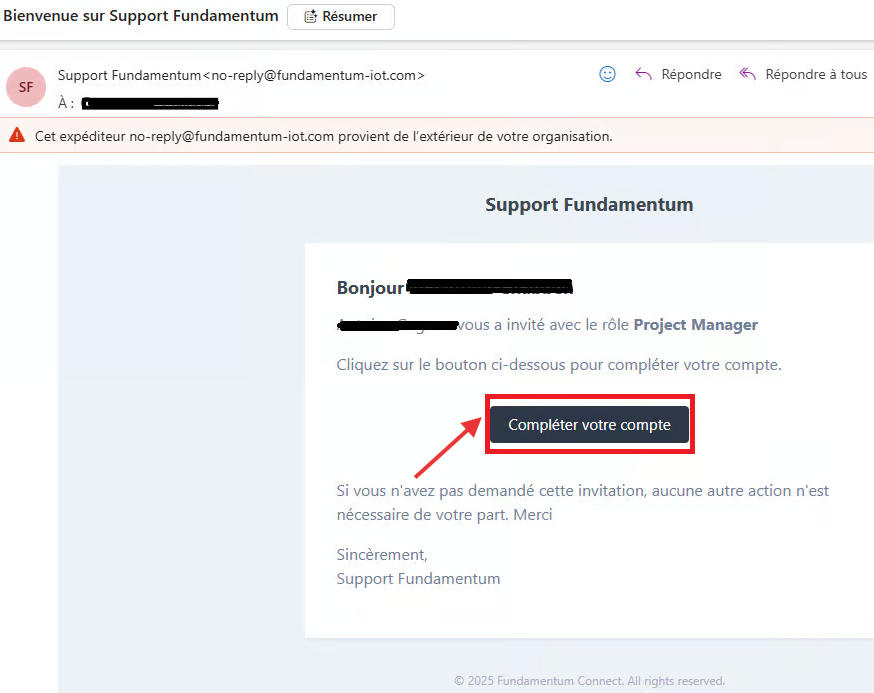 Bienvenue sur Support Fundamentum
Résumer
SF
Support Fundamentum<no-reply@fundamentum-iot.com>
Répondre
Répondre à tous
À :
Cet expéditeur no-reply@fundamentum-iot.com provient de l’extérieur de votre organisation.
Support Fundamentum
Bonjour
vous a invité avec le rôle Project Manager
Cliquez sur le bouton ci-dessous pour compléter votre compte.
Compléter votre compte
Si vous n'avez pas demandé cette invitation, aucune autre action n'est
nécessaire de votre part. Merci
Sincèrement,
Support Fundamentum
© 2025 Fundamentum Connect. All rights reserved.